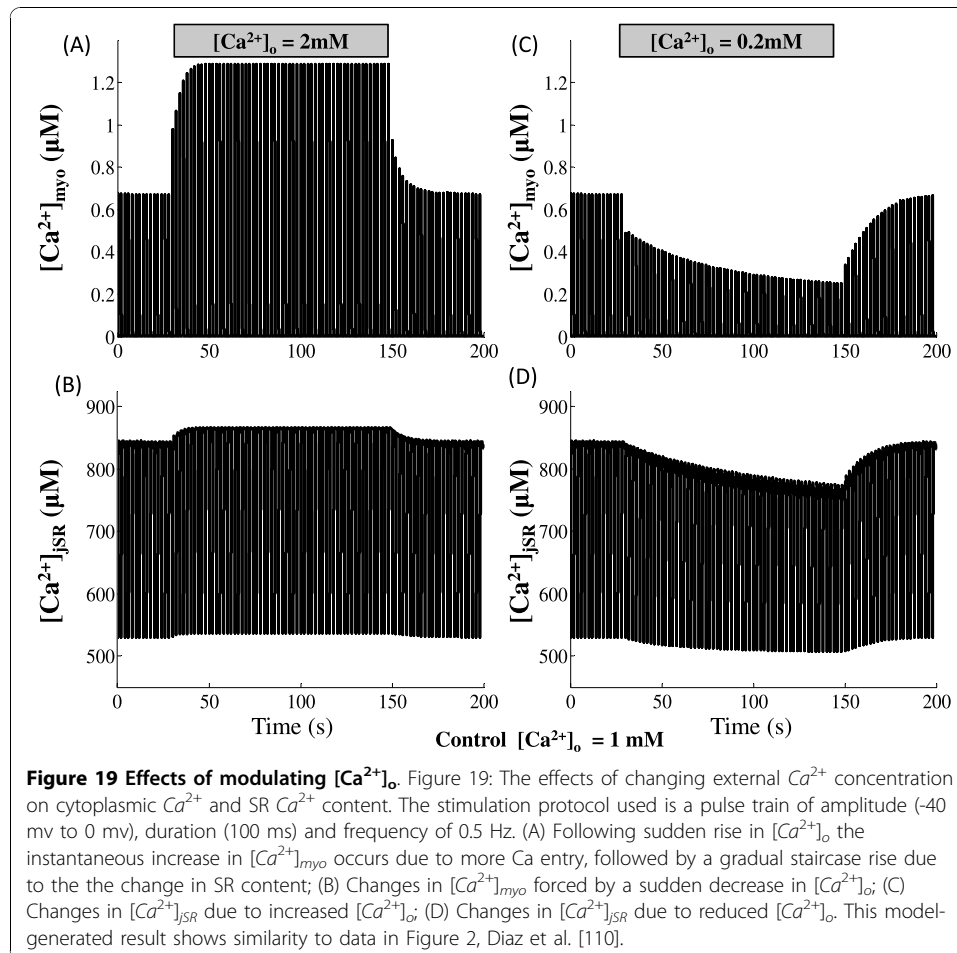 (A)
[Ca²⁺]ₒ = 2mM
(C)
[Ca²⁺]ₒ = 0.2mM
[Ca²⁺]myo (µM)
1.2
1
0.8
0.6
0.4
0.2
0
0 50 100 150 200
[Ca²⁺]myo (µM)
1.2
1
0.8
0.6
0.4
0.2
0
0 50 100 150 200
(B)
[Ca²⁺]jSR (µM)
900
800
700
600
500
0 50 100 150 200
Time (s)
(D)
[Ca²⁺]jSR (µM)
900
800
700
600
500
0 50 100 150 200
Time (s)
Control [Ca²⁺]ₒ = 1 mM
Figure 19 Effects of modulating [Ca²⁺]ₒ. Figure 19: The effects of changing external Ca²⁺ concentration
on cytoplasmic Ca²⁺ and SR Ca²⁺ content. The stimulation protocol used is a pulse train of amplitude (-40
mv to 0 mv), duration (100 ms) and frequency of 0.5 Hz. (A) Following sudden rise in [Ca²⁺]ₒ the
instantaneous increase in [Ca²⁺]myo occurs due to more Ca entry, followed by a gradual staircase rise due
to the the change in SR content; (B) Changes in [Ca²⁺]myo forced by a sudden decrease in [Ca²⁺]ₒ; (C)
Changes in [Ca²⁺]jSR due to increased [Ca²⁺]ₒ; (D) Changes in [Ca²⁺]jSR due to reduced [Ca²⁺]ₒ. This model-
generated result shows similarity to data in Figure 2, Diaz et al. [110].